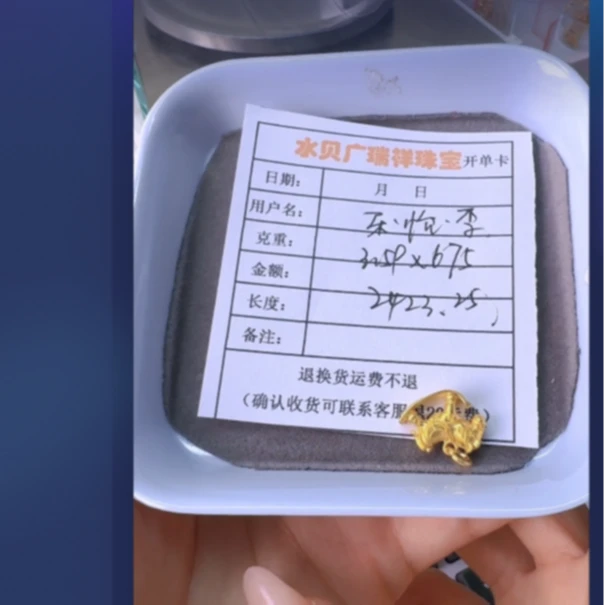 水贝广瑞祥珠宝开单卡
日期: 月 日
用户名:
克重: 3.59 × 675
金额: 2423.25
长度:
备注:
退换货运费不退
(确认收货可联系客服